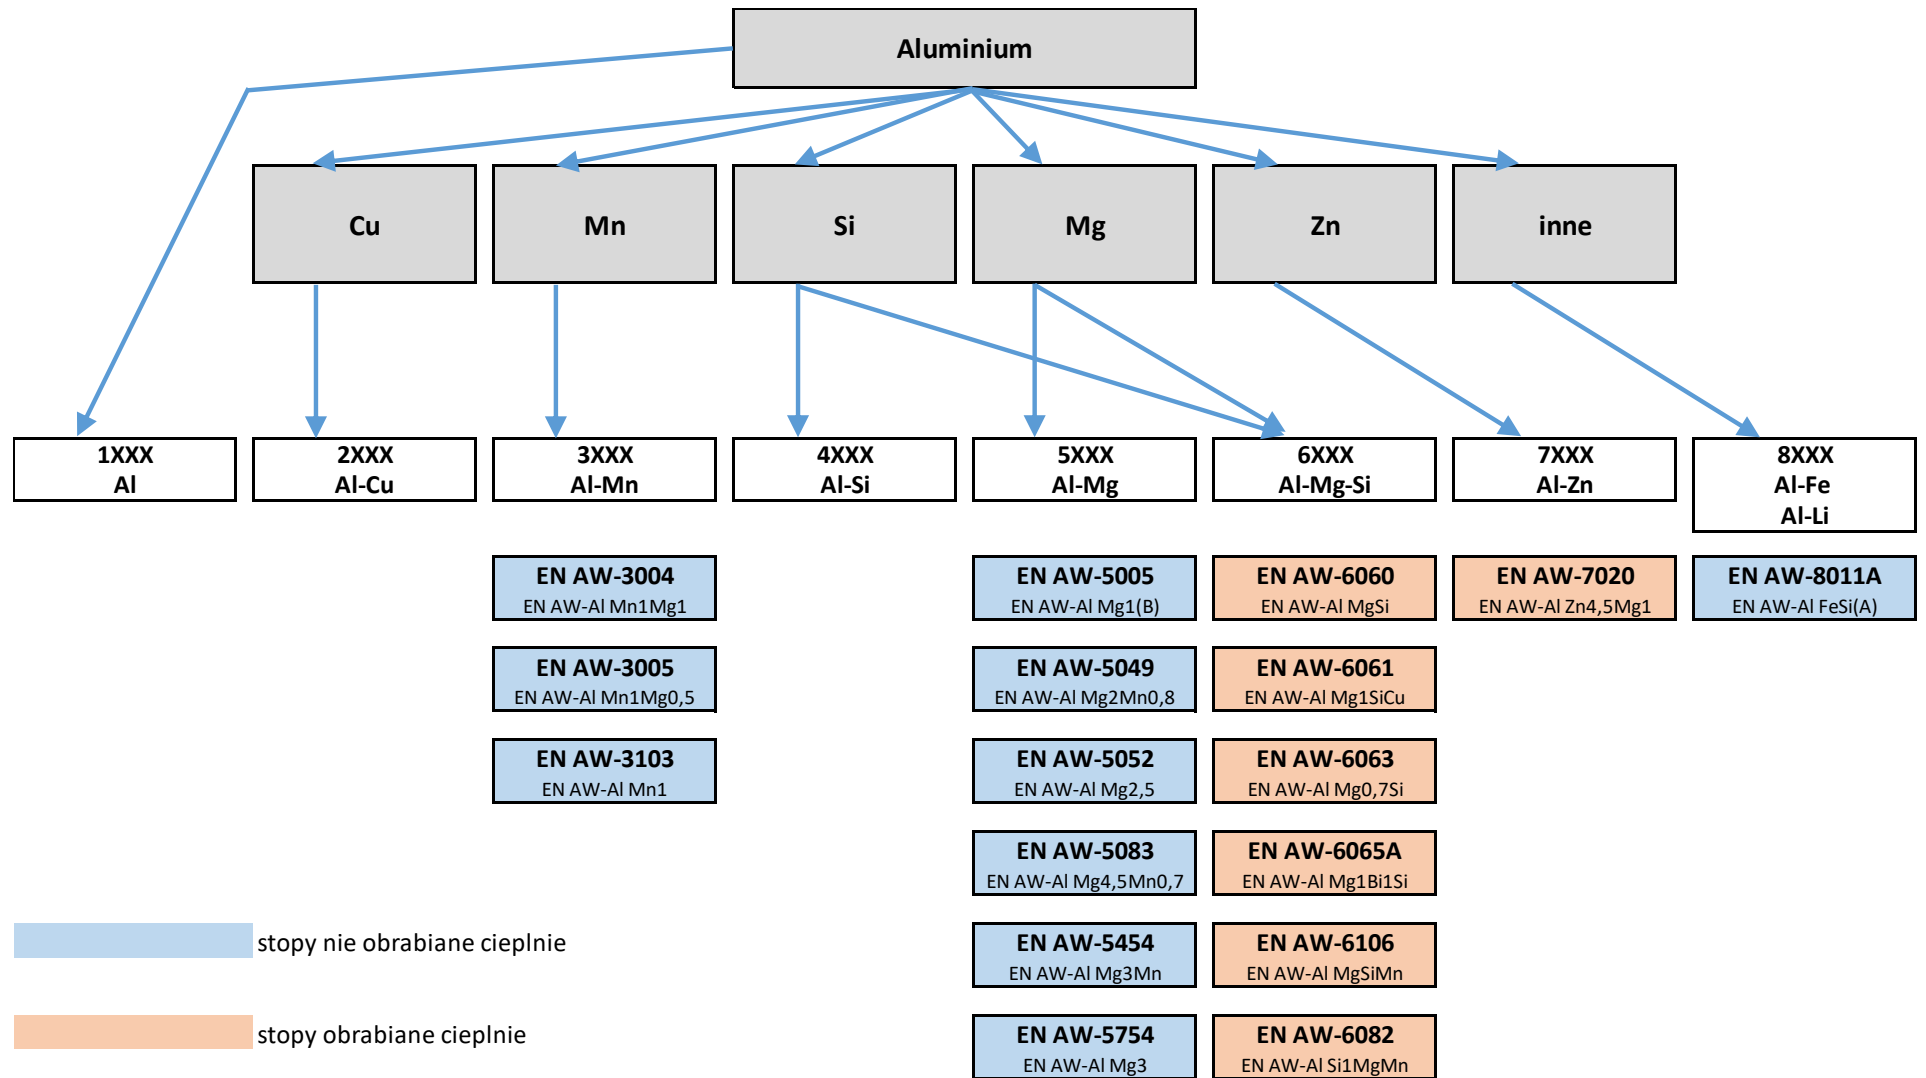 Aluminium
Cu
Mn
Si
Mg
Zn
inne
1XXX
Al
2XXX
Al-Cu
3XXX
Al-Mn
4XXX
Al-Si
5XXX
Al-Mg
6XXX
Al-Mg-Si
7XXX
Al-Zn
8XXX
Al-Fe
Al-Li
EN AW-3004
EN AW-Al Mn1Mg1
EN AW-5005
EN AW-Al Mg1(B)
EN AW-6060
EN AW-Al MgSi
EN AW-7020
EN AW-Al Zn4,5Mg1
EN AW-8011A
EN AW-Al FeSi(A)
EN AW-3005
EN AW-Al Mn1Mg0,5
EN AW-5049
EN AW-Al Mg2Mn0,8
EN AW-6061
EN AW-Al Mg1SiCu
EN AW-3103
EN AW-Al Mn1
EN AW-5052
EN AW-Al Mg2,5
EN AW-6063
EN AW-Al Mg0,7Si
EN AW-5083
EN AW-Al Mg4,5Mn0,7
EN AW-6065A
EN AW-Al Mg1Bi1Si
stopy nie obrabiane cieplnie
EN AW-5454
EN AW-Al Mg3Mn
EN AW-6106
EN AW-Al MgSiMn
stopy obrabiane cieplnie
EN AW-5754
EN AW-Al Mg3
EN AW-6082
EN AW-Al Si1MgMn